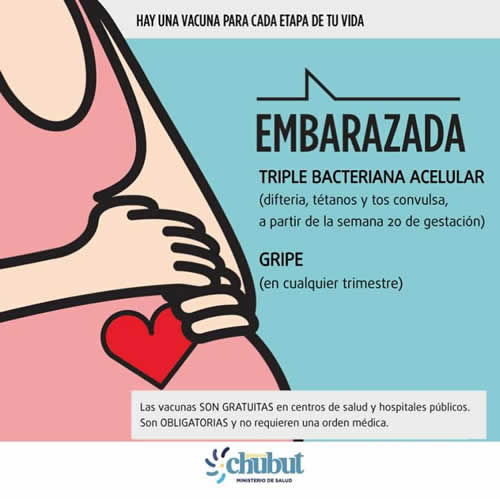 HAY UNA VACUNA PARA CADA ETAPA DE TU VIDA
EMBARAZADA
TRIPLE BACTERIANA ACELULAR
(difteria, tétanos y tos convulsa,
a partir de la semana 20 de gestación)
GRIPE
(en cualquier trimestre)
Las vacunas SON GRATUITAS en centros de salud y hospitales públicos.
Son OBLIGATORIAS y no requieren una orden médica.
chubut
MINISTERIO DE SALUD